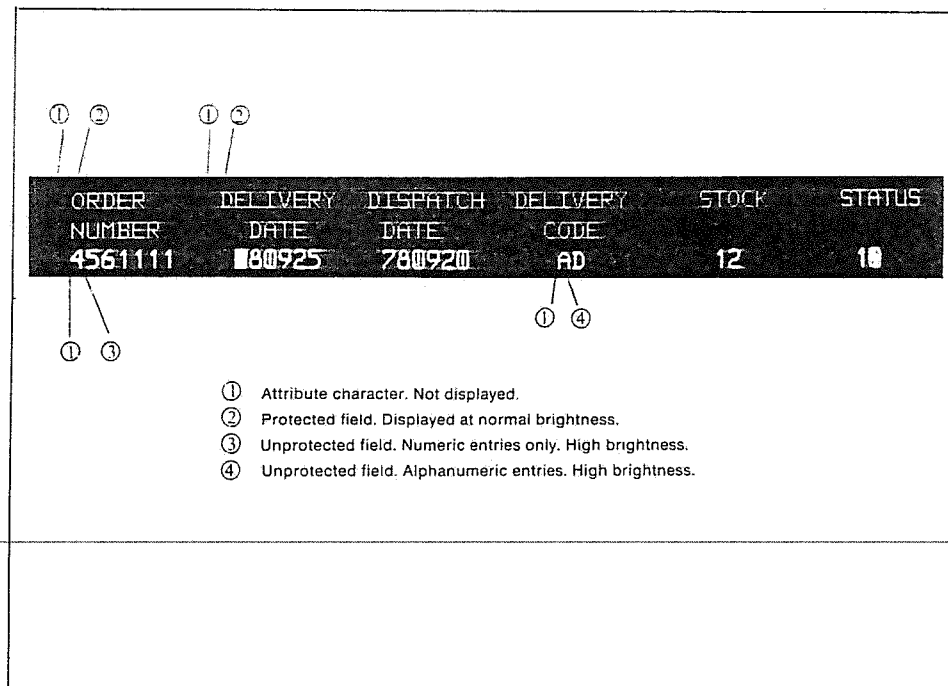 ① ② ① ②
ORDER DELIVERY DISPATCH DELIVERY STOCK STATUS
NUMBER DATE DATE CODE
4561111 80925 780920 AD 12 10
① ④
① ③
① Attribute character. Not displayed.
② Protected field. Displayed at normal brightness.
③ Unprotected field. Numeric entries only. High brightness.
④ Unprotected field. Alphanumeric entries. High brightness.